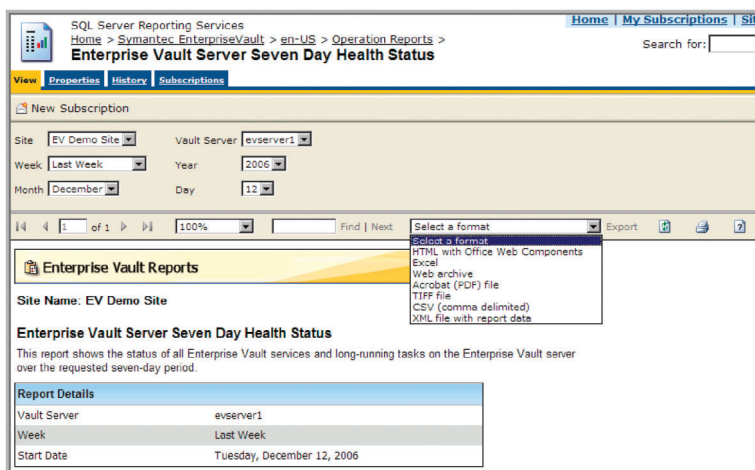 SQL Server Reporting Services
Home | My Subscriptions |
Home > Symantec EnterpriseVault > en-US > Operation Reports >
Search for:
Enterprise Vault Server Seven Day Health Status
View Properties History Subscriptions
New Subscription
Site EV Demo Site Vault Server evserver1
Week Last Week Year 2006
Month December Day 12
1 of 1 100% Find | Next Select a format Export
Select a format
HTML with Office Web Components
Excel
Web archive
Acrobat (PDF) file
TIFF file
CSV (comma delimited)
XML file with report data
Enterprise Vault Reports
Site Name: EV Demo Site
Enterprise Vault Server Seven Day Health Status
This report shows the status of all Enterprise Vault services and long-running tasks on the Enterprise Vault server
over the requested seven-day period.
Report Details
Vault Server evserver1
Week Last Week
Start Date Tuesday, December 12, 2006